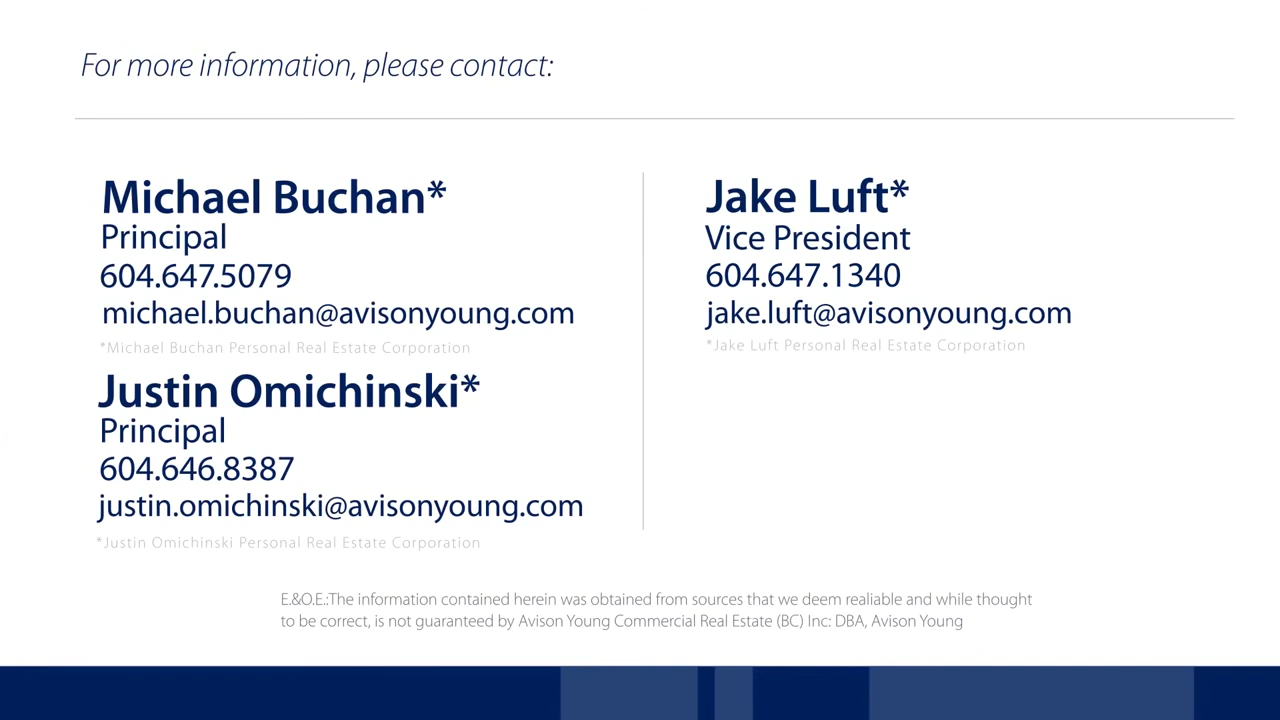 For more information, please contact:
Michael Buchan*
Principal
604.647.5079
michael.buchan@avisonyoung.com
*Michael Buchan Personal Real Estate Corporation
Justin Omichinski*
Principal
604.646.8387
justin.omichinski@avisonyoung.com
*Justin Omichinski Personal Real Estate Corporation
Jake Luft*
Vice President
604.647.1340
jake.luft@avisonyoung.com
*Jake Luft Personal Real Estate Corporation
E.&O.E.:The information contained herein was obtained from sources that we deem realiable and while thought
to be correct, is not guaranteed by Avison Young Commercial Real Estate (BC) Inc: DBA, Avison Young